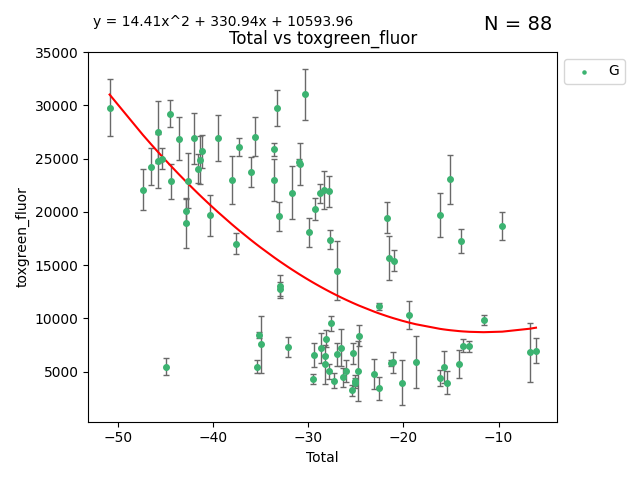 y = 14.41x^2 + 330.94x + 10593.96
N = 88
Total vs toxgreen_fluor
G
toxgreen_fluor
35000
30000
25000
20000
15000
10000
5000
−50
−40
−30
−20
−10
Total